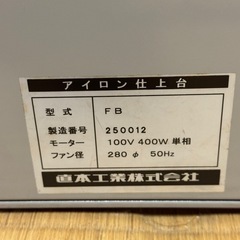 アイロン仕上台
型式 FB
製造番号 250012
モーター 100V 400W 単相
ファン径 280φ 50Hz
直本工業株式会社